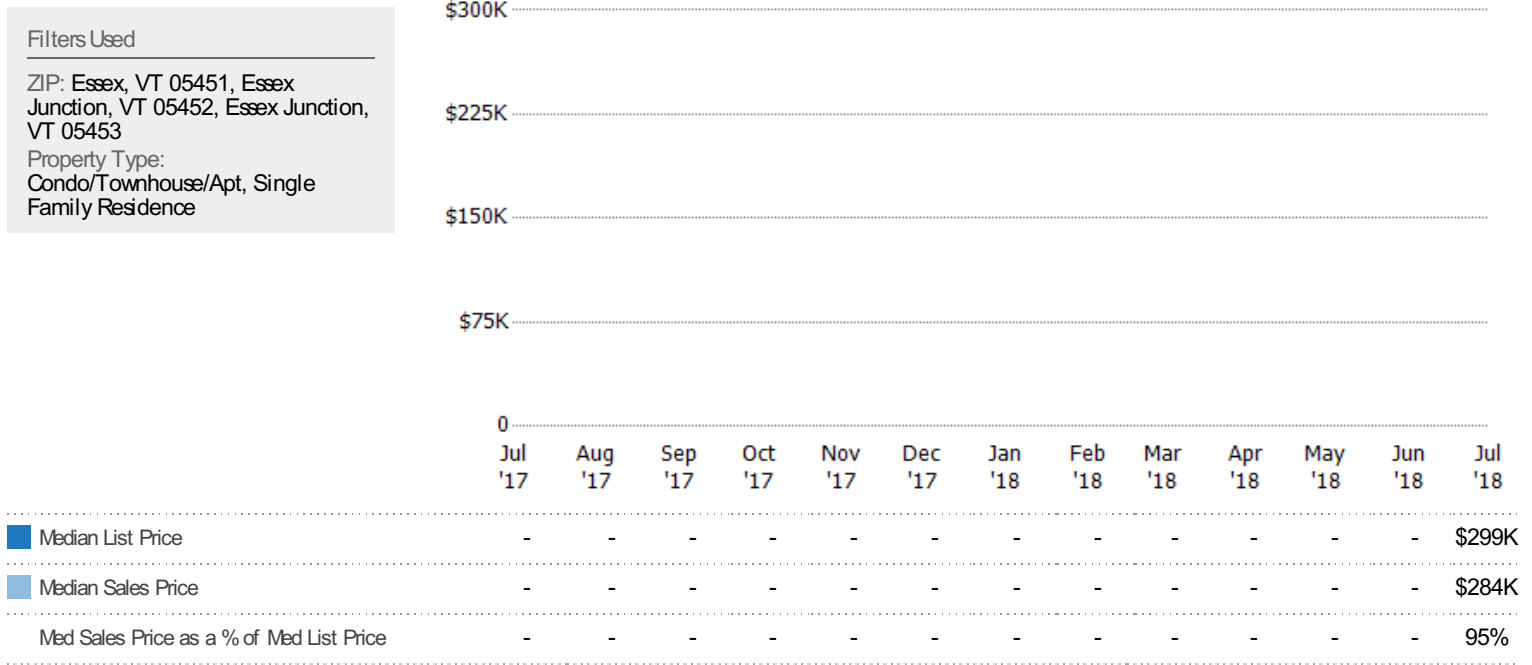 Filters Used
ZIP: Essex, VT 05451, Essex
Junction, VT 05452, Essex Junction,
VT 05453
Property Type:
Condo/Townhouse/Apt, Single
Family Residence
$300K
$225K
$150K
$75K
0
Jul Aug Sep Oct Nov Dec Jan Feb Mar Apr May Jun Jul
'17 '17 '17 '17 '17 '17 '18 '18 '18 '18 '18 '18 '18
Median List Price - - - - - - - - - - - - $299K
Median Sales Price - - - - - - - - - - - - $284K
Med Sales Price as a % of Med List Price - - - - - - - - - - - - 95%